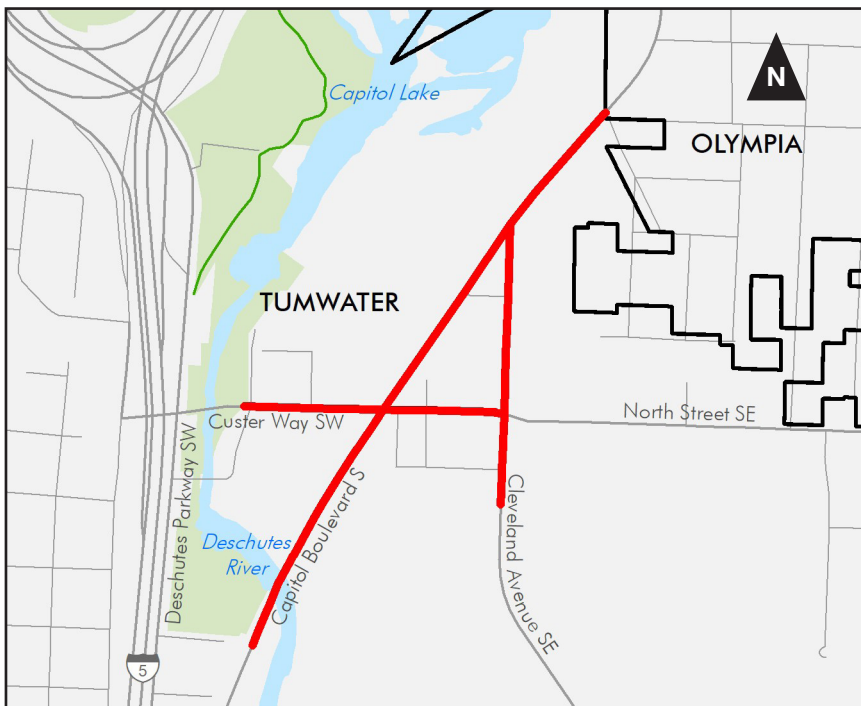 N
Capitol Lake
OLYMPIA
TUMWATER
North Street SE
Custer Way SW
Deschutes Parkway SW
Capitol Boulevard S
Cleveland Avenue SE
Deschutes
River
5